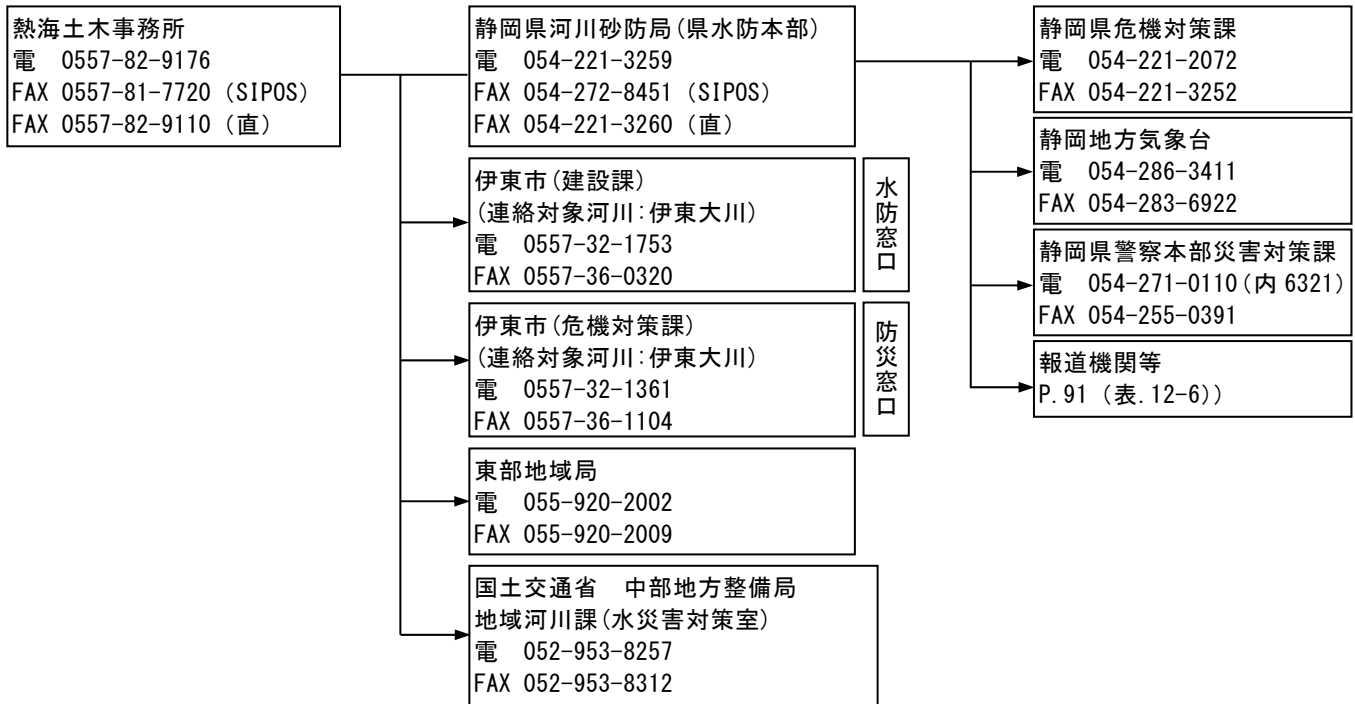 熱海土木事務所
電 0557-82-9176
FAX 0557-81-7720 (SIPOS)
FAX 0557-82-9110 (直)
静岡県河川砂防局(県水防本部)
電 054-221-3259
FAX 054-272-8451 (SIPOS)
FAX 054-221-3260 (直)
伊東市(建設課)
(連絡対象河川:伊東大川)
電 0557-32-1753
FAX 0557-36-0320
水防窓口
伊東市(危機対策課)
(連絡対象河川:伊東大川)
電 0557-32-1361
FAX 0557-36-1104
防災窓口
東部地域局
電 055-920-2002
FAX 055-920-2009
国土交通省 中部地方整備局
地域河川課(水災害対策室)
電 052-953-8257
FAX 052-953-8312
静岡県危機対策課
電 054-221-2072
FAX 054-221-3252
静岡地方気象台
電 054-286-3411
FAX 054-283-6922
静岡県警察本部災害対策課
電 054-271-0110(内 6321)
FAX 054-255-0391
報道機関等
P.91 (表.12-6))